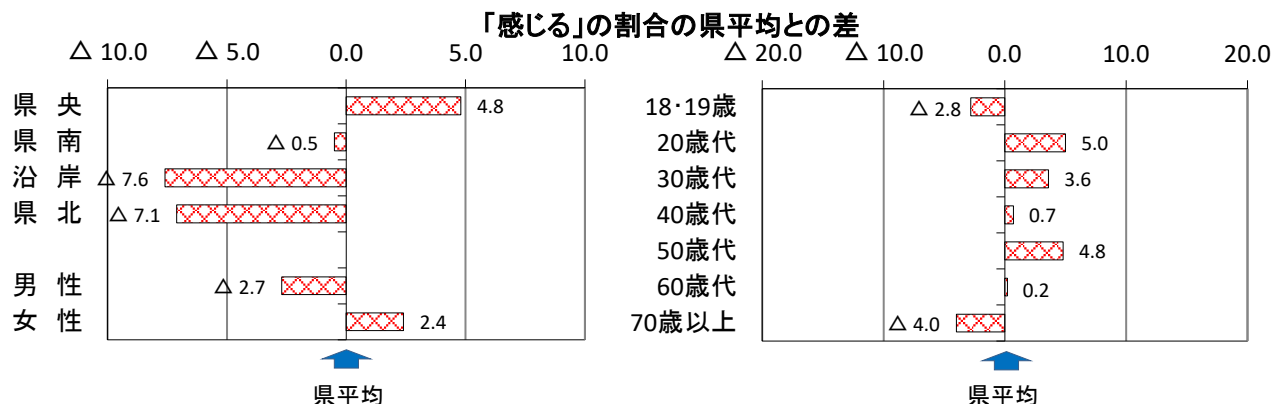 「感じる」の割合の県平均との差
△ 10.0 △ 5.0 0.0 5.0 10.0
県 央 4.8
県 南 △ 0.5
沿 岸 △ 7.6
県 北 △ 7.1
男 性 △ 2.7
女 性 2.4
県平均
△ 20.0 △ 10.0 0.0 10.0 20.0
18・19歳 △ 2.8
20歳代 5.0
30歳代 3.6
40歳代 0.7
50歳代 4.8
60歳代 0.2
70歳以上 △ 4.0
県平均